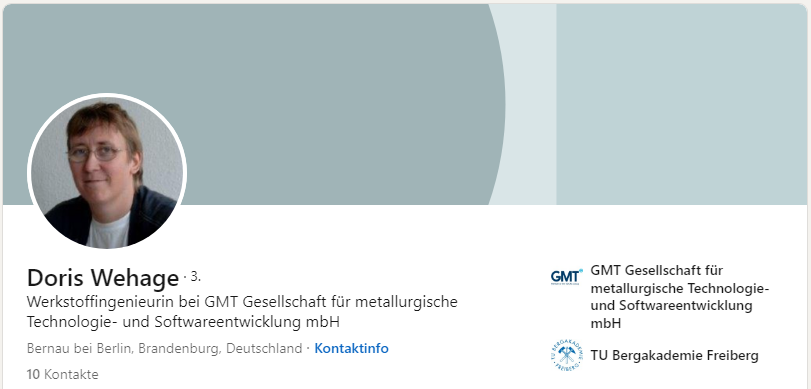 Doris Wehage · 3.
Werkstoffingenieurin bei GMT Gesellschaft für metallurgische
Technologie- und Softwareentwicklung mbH
Bernau bei Berlin, Brandenburg, Deutschland · Kontaktinfo
10 Kontakte
GMT
GMT Gesellschaft für
metallurgische Technologie-
und Softwareentwicklung
mbH
TU BERGAKADEMIE
FREIBERG
TU Bergakademie Freiberg